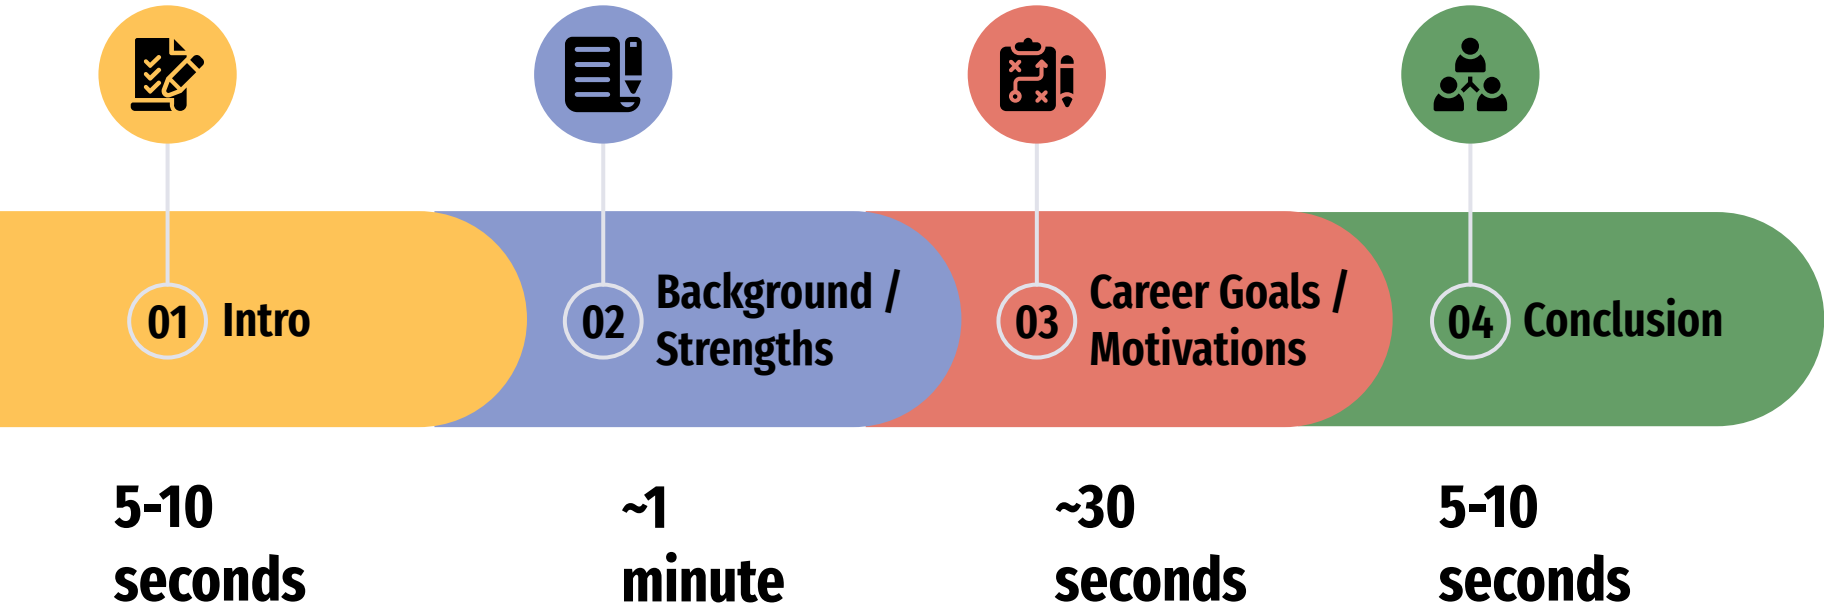 01 Intro
02 Background /
Strengths
03 Career Goals /
Motivations
04 Conclusion
5-10
seconds
~1
minute
~30
seconds
5-10
seconds